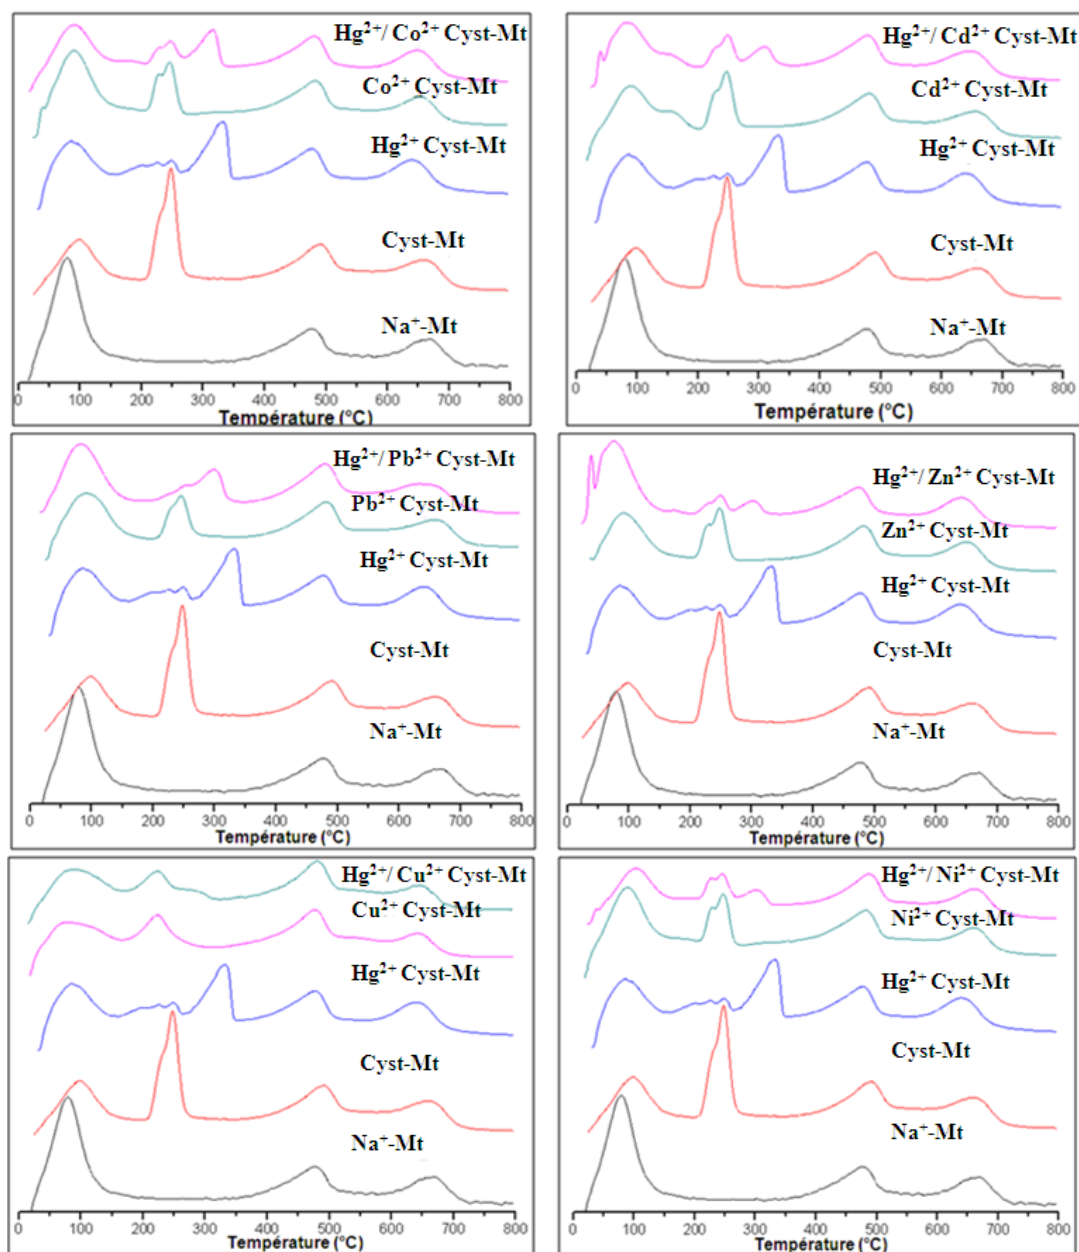 Hg²⁺/ Co²⁺ Cyst-Mt
Co²⁺ Cyst-Mt
Hg²⁺ Cyst-Mt
Cyst-Mt
Na⁺-Mt
0 100 200 300 400 500 600 700 800
Température (°C)
Hg²⁺/ Cd²⁺ Cyst-Mt
Cd²⁺ Cyst-Mt
Hg²⁺ Cyst-Mt
Cyst-Mt
Na⁺-Mt
0 100 200 300 400 500 600 700 800
Température (°C)
Hg²⁺/ Pb²⁺ Cyst-Mt
Pb²⁺ Cyst-Mt
Hg²⁺ Cyst-Mt
Cyst-Mt
Na⁺-Mt
0 100 200 300 400 500 600 700 800
Température (°C)
Hg²⁺/ Zn²⁺ Cyst-Mt
Zn²⁺ Cyst-Mt
Hg²⁺ Cyst-Mt
Cyst-Mt
Na⁺-Mt
0 100 200 300 400 500 600 700 800
Température (°C)
Hg²⁺/ Cu²⁺ Cyst-Mt
Cu²⁺ Cyst-Mt
Hg²⁺ Cyst-Mt
Cyst-Mt
Na⁺-Mt
0 100 200 300 400 500 600 700 800
Température (°C)
Hg²⁺/ Ni²⁺ Cyst-Mt
Ni²⁺ Cyst-Mt
Hg²⁺ Cyst-Mt
Cyst-Mt
Na⁺-Mt
0 100 200 300 400 500 600 700 800
Température (°C)